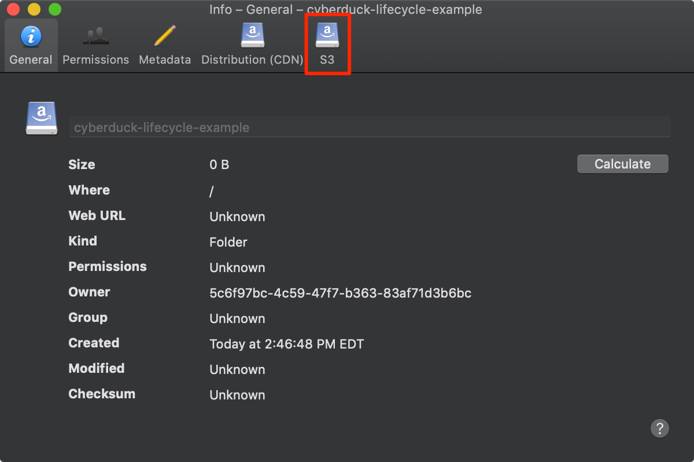 Info – General – cyberduck-lifecycle-example
General Permissions Metadata Distribution (CDN) S3
cyberduck-lifecycle-example
Size 0 B Calculate
Where /
Web URL Unknown
Kind Folder
Permissions Unknown
Owner 5c6f97bc-4c59-47f7-b363-83af71d3b6bc
Group Unknown
Created Today at 2:46:48 PM EDT
Modified Unknown
Checksum Unknown
?